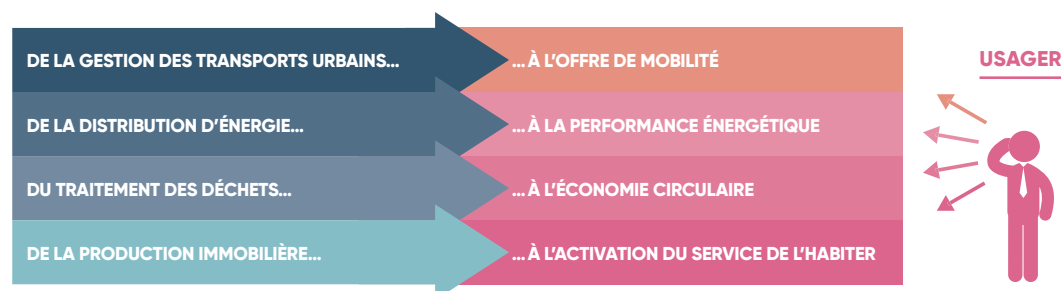 DE LA GESTION DES TRANSPORTS URBAINS... ... À L'OFFRE DE MOBILITÉ
USAGER
DE LA DISTRIBUTION D'ÉNERGIE... ... À LA PERFORMANCE ÉNERGÉTIQUE
DU TRAITEMENT DES DÉCHETS... ... À L'ÉCONOMIE CIRCULAIRE
DE LA PRODUCTION IMMOBILIÈRE... ... À L'ACTIVATION DU SERVICE DE L'HABITER